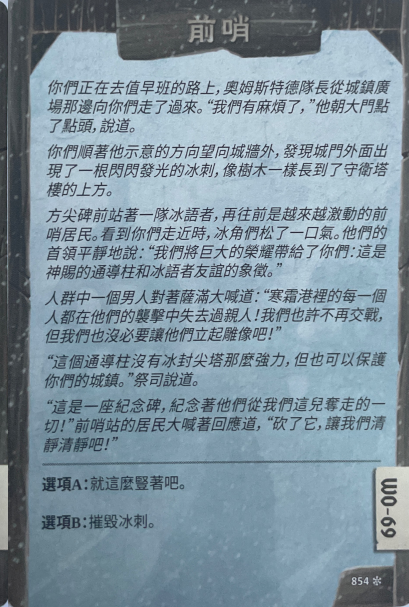 前哨
你們正在去值早班的路上，奧姆斯特德隊長從城鎮廣
場那邊向你們走了過來。“我們有麻煩了，”他朝大門點
了點頭，說道。
你們順著他示意的方向望向城牆外，發現城門外面出
現了一根閃閃發光的冰刺，像樹木一樣長到了守衛塔
樓的上方。
方尖碑前站著一隊冰語者，再往前是越來越激動的前
哨居民。看到你們走近時，冰角們松了一口氣。他們的
首領平靜地說：“我們將巨大的榮耀帶給了你們：這是
神賜的通導柱和冰語者友誼的象徵。”
人群中一個男人對著薩滿大喊道：“寒霜港裡的每一個
人都在他們的襲擊中失去過親人！我們也許不再交戰，
但我們也沒必要讓他們立起雕像吧！”
“這個通導柱沒有冰封尖塔那麼強力，但也可以保護
你們的城鎮。”祭司說道。
“這是一座紀念碑，紀念著他們從我們這兒奪走的一
切！”前哨站的居民大喊著回應道，“砍了它，讓我們清
靜清靜吧！”
選項A：就這麼豎著吧。
選項B：摧毀冰刺。
WO-69
854